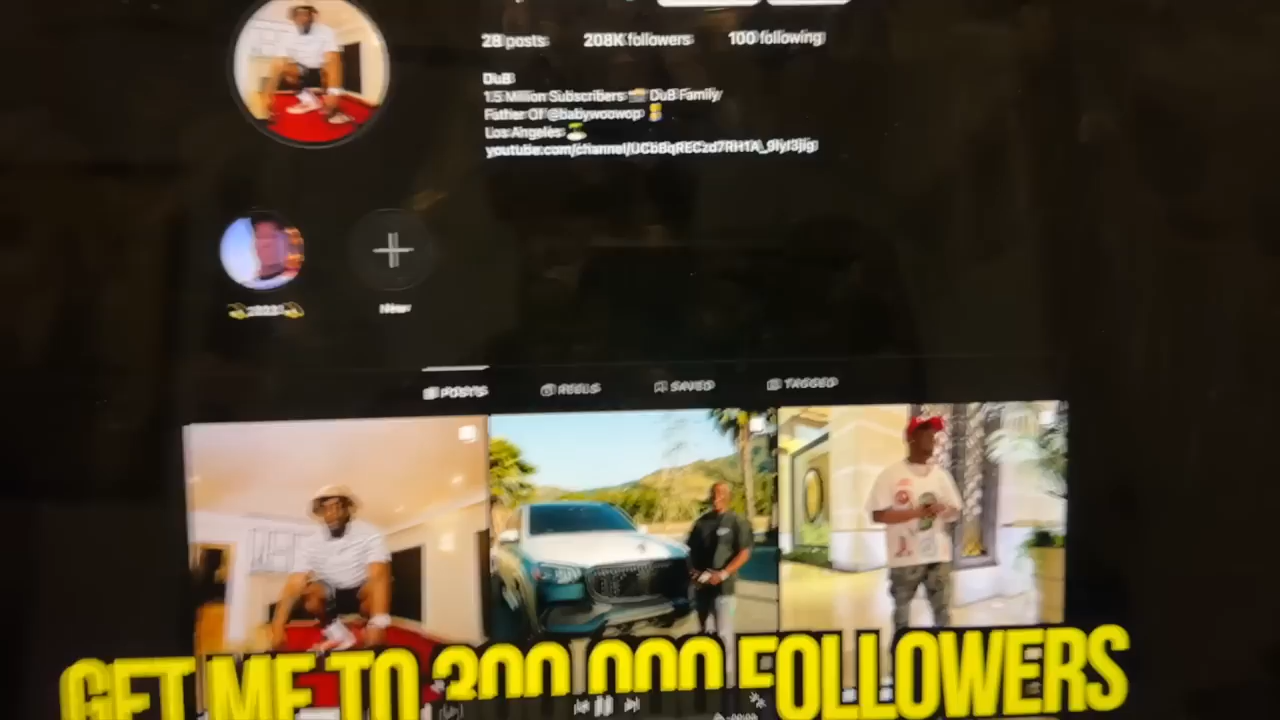 28 posts 208K followers 100 following
DuB
1.5 Million Subscribers DuB Family
Father Of @babywoowop
Los Angeles
New
POSTS REELS SAVED TAGGED
GET ME TO 300,000 FOLLOWERS